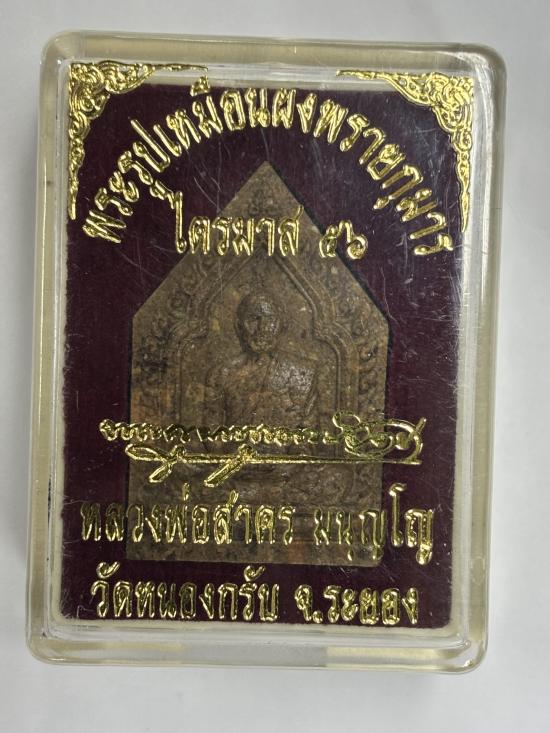 พระรูปเหมือนผงพรายกุมาร
ไตรมาส ๕๖
หลวงพ่อสาคร มนุญฺโญ
วัดหนองกรับ จ.ระยอง